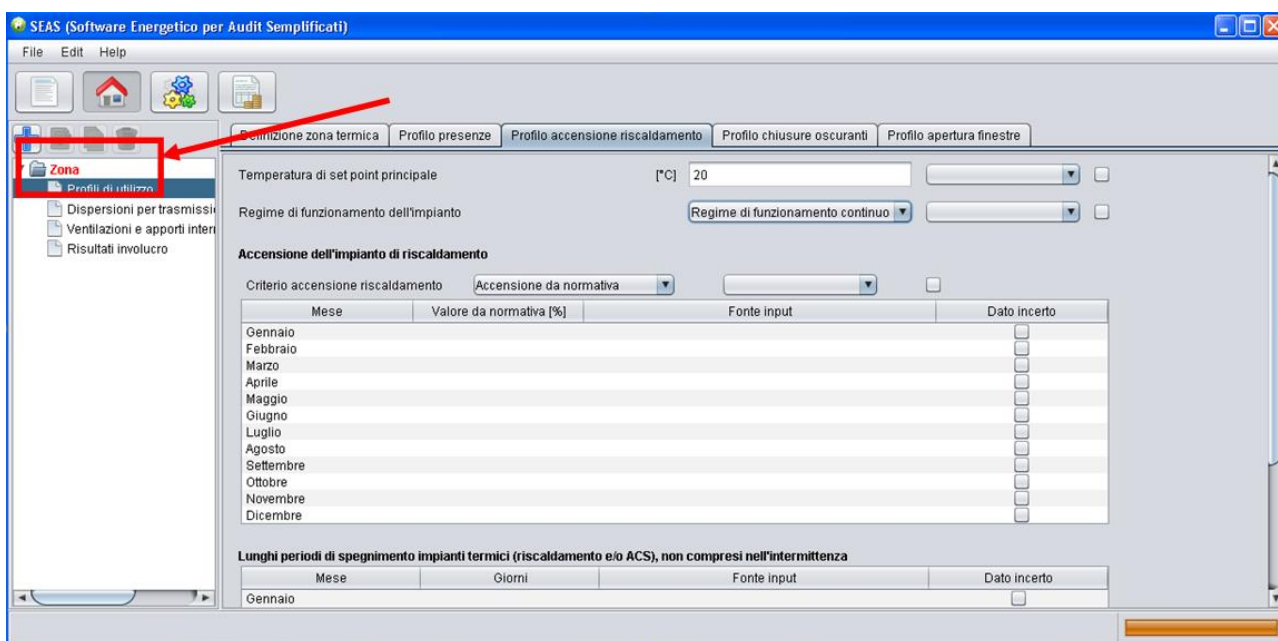 SEAS (Software Energetico per Audit Semplificati)
File Edit Help
Definizione zona termica Profilo presenze Profilo accensione riscaldamento Profilo chiusure oscuranti Profilo apertura finestre
Zona
Profili di utilizzo
Dispersioni per trasmissi
Ventilazioni e apporti inter
Risultati involucro
Temperatura di set point principale [°C] 20
Regime di funzionamento dell'impianto Regime di funzionamento continuo
Accensione dell'impianto di riscaldamento
Criterio accensione riscaldamento Accensione da normativa
Mese Valore da normativa [%] Fonte input Dato incerto
Gennaio
Febbraio
Marzo
Aprile
Maggio
Giugno
Luglio
Agosto
Settembre
Ottobre
Novembre
Dicembre
Lunghi periodi di spegnimento impianti termici (riscaldamento e/o ACS), non compresi nell'intermittenza
Mese Giorni Fonte input Dato incerto
Gennaio